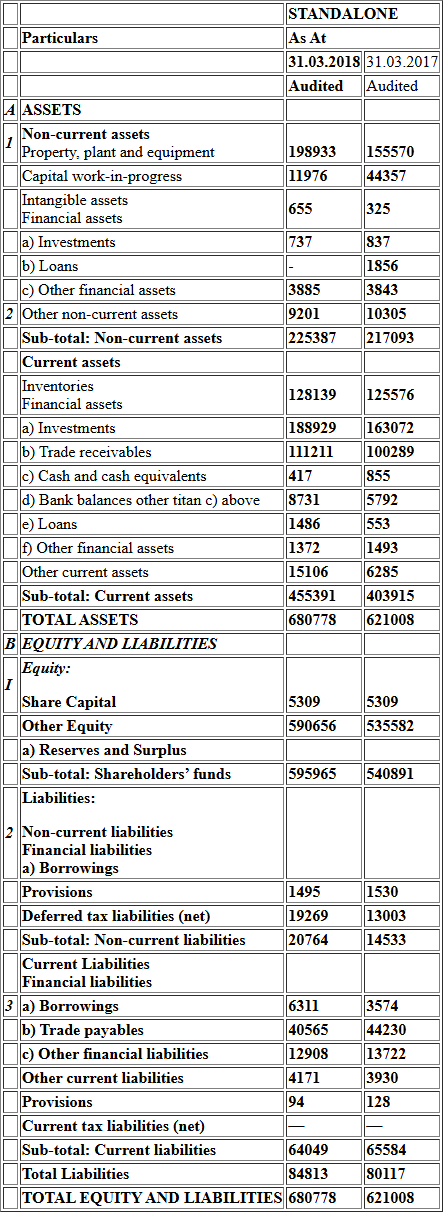 STANDALONE
Particulars As At
31.03.2018 31.03.2017
Audited Audited
A ASSETS
1 Non-current assets
Property, plant and equipment 198933 155570
Capital work-in-progress 11976 44357
Intangible assets 655 325
Financial assets
a) Investments 737 837
b) Loans - 1856
c) Other financial assets 3885 3843
2 Other non-current assets 9201 10305
Sub-total: Non-current assets 225387 217093
Current assets
Inventories 128139 125576
Financial assets
a) Investments 188929 163072
b) Trade receivables 111211 100289
c) Cash and cash equivalents 417 855
d) Bank balances other titan c) above 8731 5792
e) Loans 1486 553
f) Other financial assets 1372 1493
Other current assets 15106 6285
Sub-total: Current assets 455391 403915
TOTAL ASSETS 680778 621008
B EQUITY AND LIABILITIES
I Equity:
Share Capital 5309 5309
Other Equity 590656 535582
a) Reserves and Surplus
Sub-total: Shareholders’ funds 595965 540891
Liabilities:
2 Non-current liabilities
Financial liabilities
a) Borrowings
Provisions 1495 1530
Deferred tax liabilities (net) 19269 13003
Sub-total: Non-current liabilities 20764 14533
Current Liabilities
Financial liabilities
3 a) Borrowings 6311 3574
b) Trade payables 40565 44230
c) Other financial liabilities 12908 13722
Other current liabilities 4171 3930
Provisions 94 128
Current tax liabilities (net) — —
Sub-total: Current liabilities 64049 65584
Total Liabilities 84813 80117
TOTAL EQUITY AND LIABILITIES 680778 621008